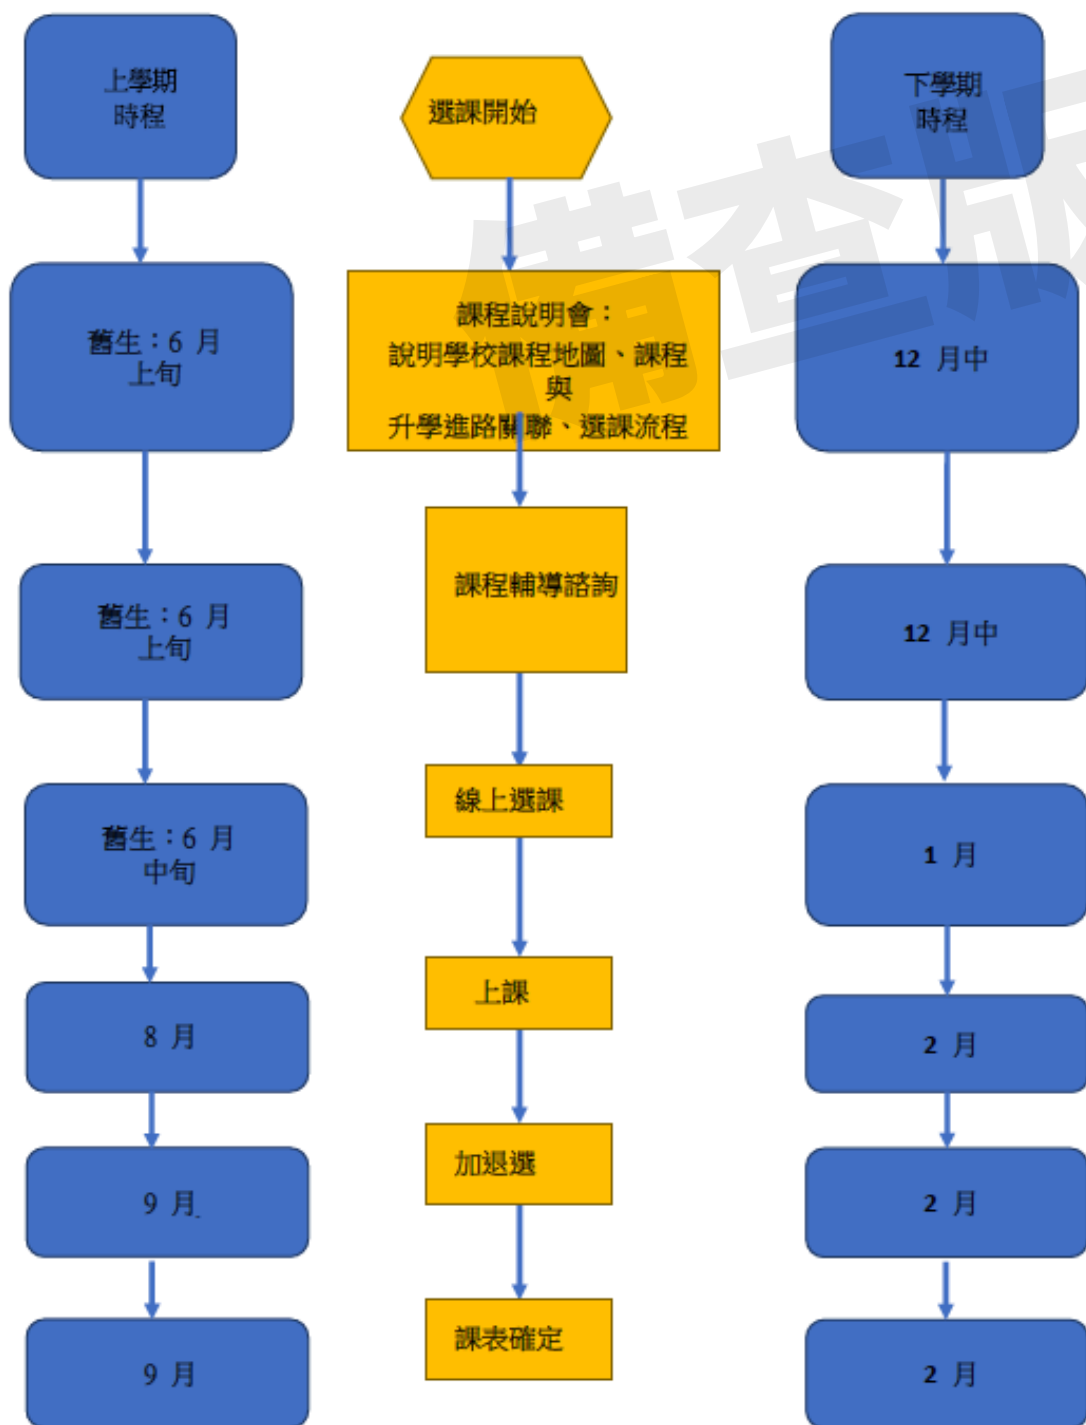 上學期
時程
選課開始
下學期
時程
舊生：6 月
上旬
課程說明會：
說明學校課程地圖、課程
與
升學進路關聯、選課流程
12 月中
舊生：6 月
上旬
課程輔導諮詢
12 月中
舊生：6 月
中旬
線上選課
1 月
8 月
上課
2 月
9 月
加退選
2 月
9 月
課表確定
2 月
備查版